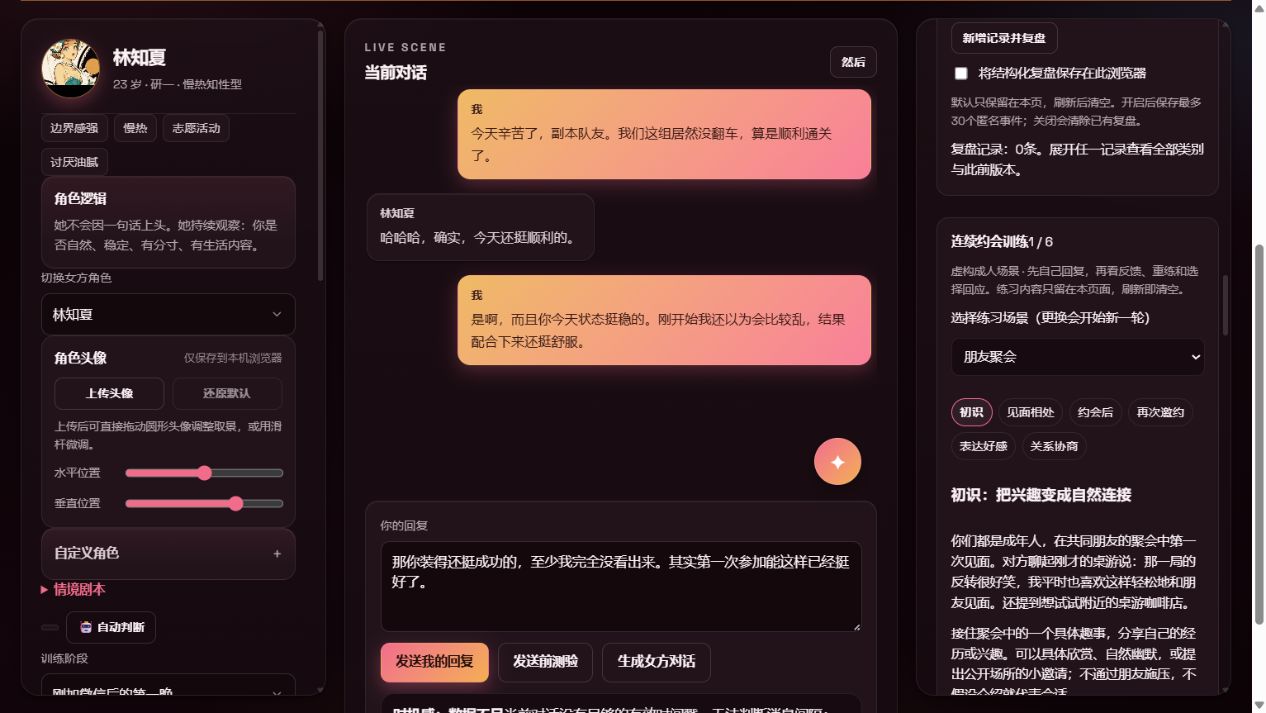 林知夏
23 岁 · 研一 · 慢热知性型
边界感强
慢热
志愿活动
讨厌油腻
角色逻辑
她不会因一句话上头。她持续观察：你是
否自然、稳定、有分寸、有生活内容。
切换女方角色
林知夏
角色头像
仅保存到本机浏览器
上传头像
还原默认
上传后可直接拖动圆形头像调整取景，或用滑
杆微调。
水平位置
垂直位置
自定义角色
+
情境剧本
自动判断
训练阶段
刚加微信后的第一晚
LIVE SCENE
当前对话
然后
我
今天辛苦了，副本队友。我们这组居然没翻车，算是顺利通关
了。
林知夏
哈哈哈，确实，今天还挺顺利的。
我
是啊，而且你今天状态挺稳的。刚开始我还以为会比较乱，结果
配合下来还挺舒服。
你的回复
那你装得还挺成功的，至少我完全没看出来。其实第一次参加能这样已经挺
好了。
发送我的回复
发送前测验
生成女方对话
新增记录并复盘
将结构化复盘保存在此浏览器
默认只保留在本页，刷新后清空。开启后保存最多
30个匿名事件；关闭会清除已有复盘。
复盘记录：0条。展开任一记录查看全部类别
与此前版本。
连续约会训练1 / 6
虚构成人场景 · 先自己回复，再看反馈、重练和选
择回应。练习内容只留在本页面，刷新即清空。
选择练习场景（更换会开始新一轮）
朋友聚会
初识
见面相处
约会后
再次邀约
表达好感
关系协商
初识：把兴趣变成自然连接
你们都是成年人，在共同朋友的聚会中第一
次见面。对方聊起刚才的桌游说：那一局的
反转很好笑，我平时也喜欢这样轻松地和朋
友见面。还提到想试试附近的桌游咖啡店。
接住聚会中的一个具体趣事，分享自己的经
历或兴趣。可以具体欣赏、自然幽默，或提
出公开场所的小邀请；不通过朋友施压，不